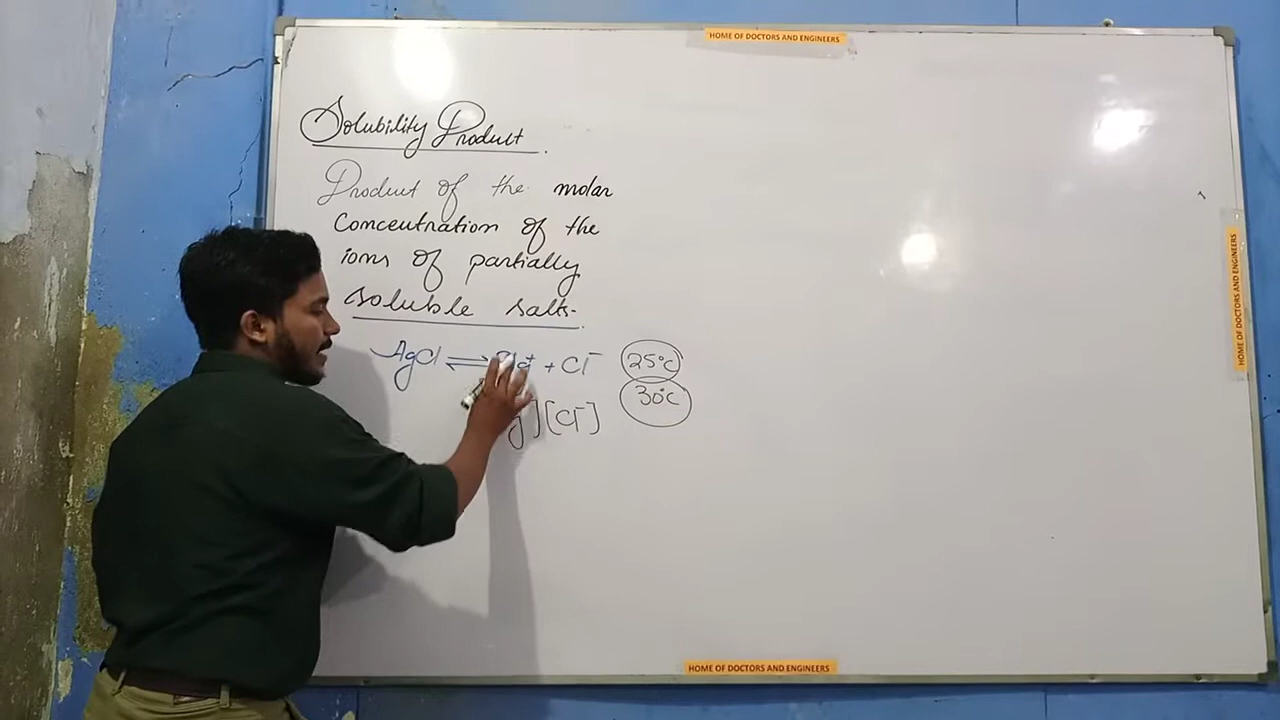 HOME OF DOCTORS AND ENGINEERS
Solubility Product
Product of the molar
Concentration of the
ions of partially
soluble salts.
AgCl ⇌ + Cl⁻ 25°C
][Cl⁻] 30°C
HOME OF DOCTORS AND ENGINEERS
HOME OF DOCTORS AND ENGINEERS